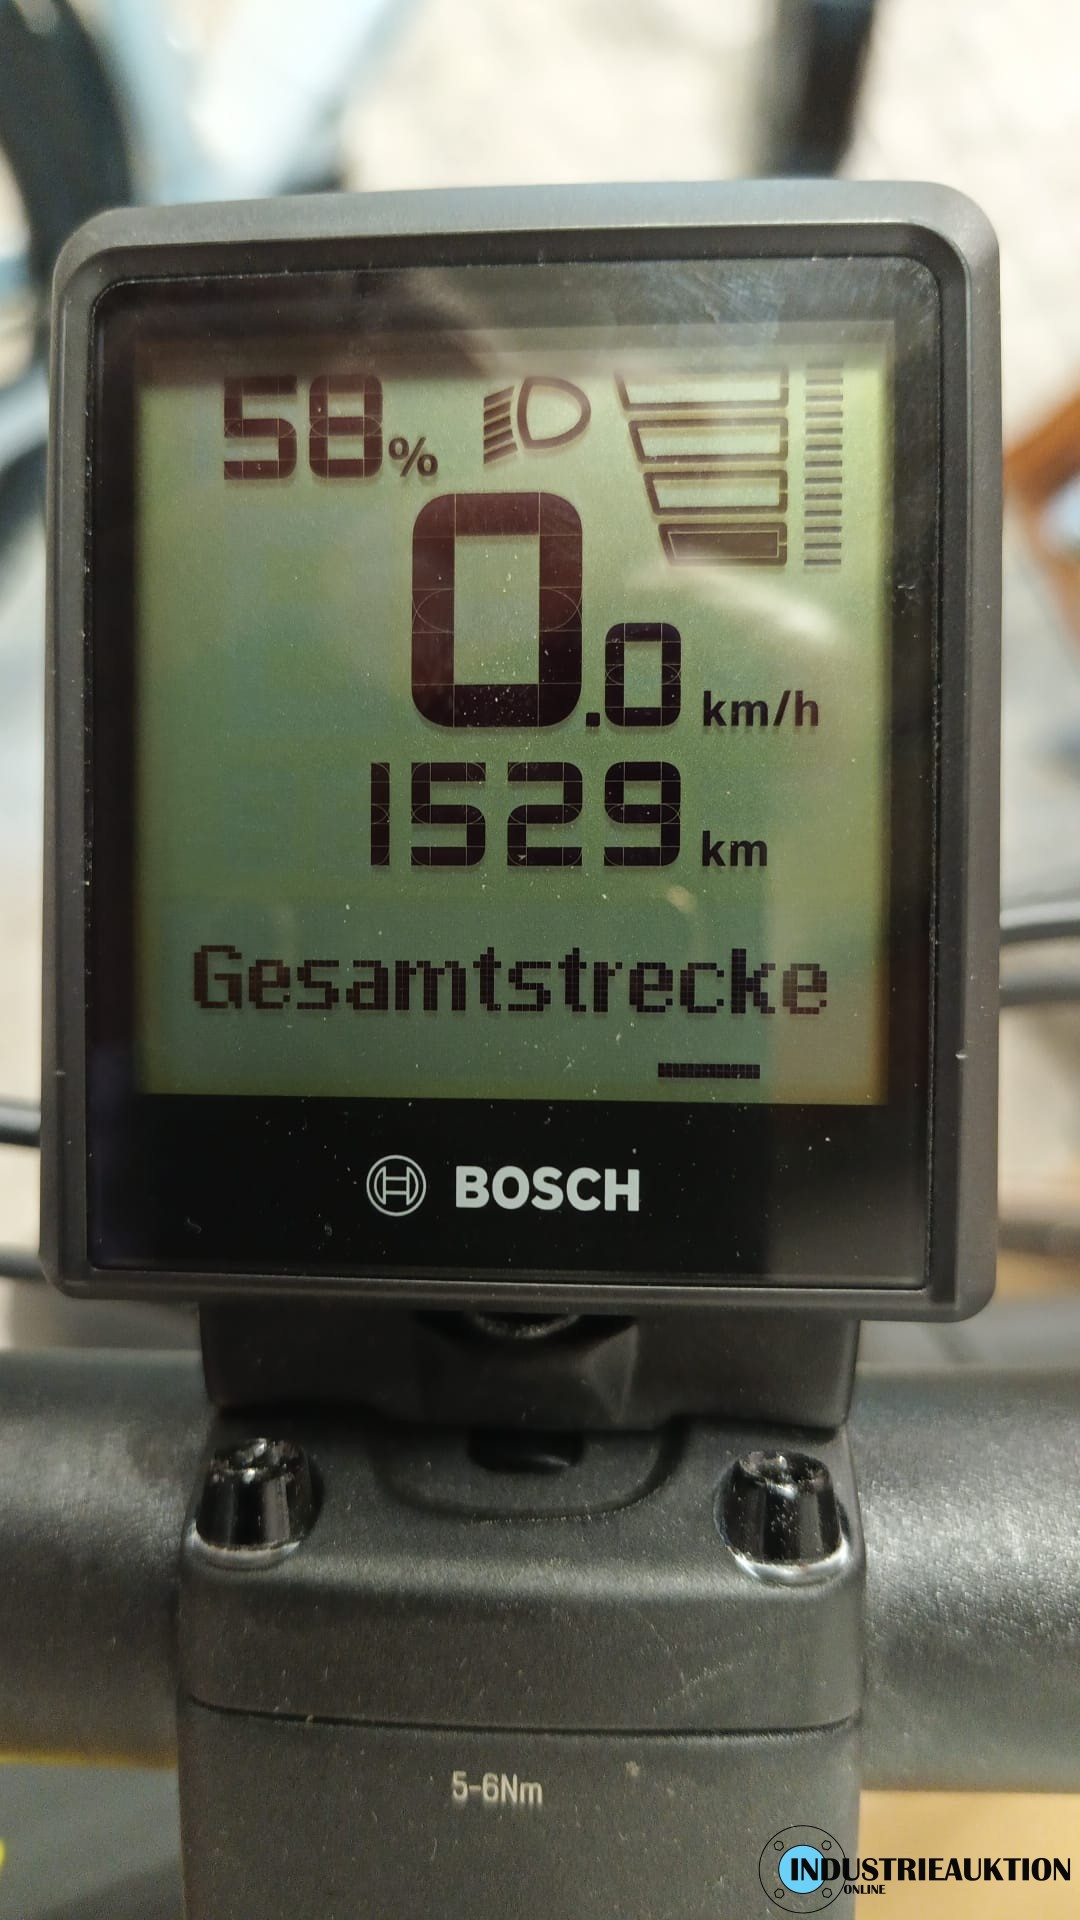 58%
0.0 km/h
1529 km
Gesamtstrecke
BOSCH
5-6Nm
INDUSTRIEAUKTION
ONLINE